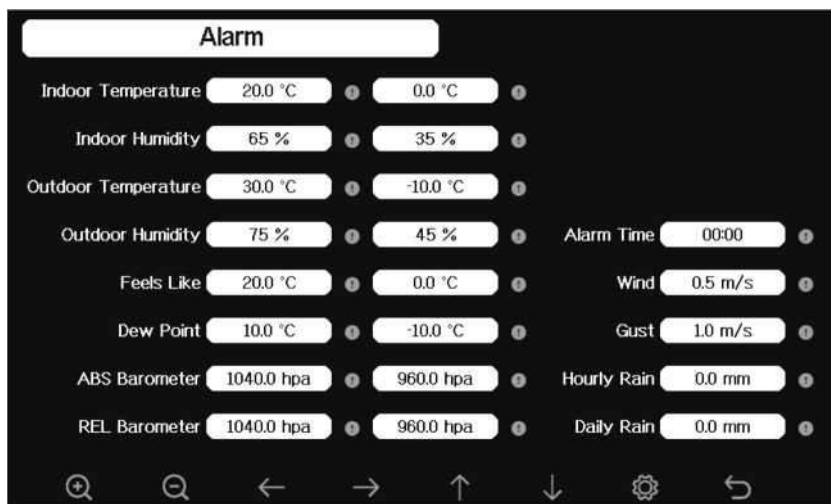 Alarm
Indoor Temperature 20.0 °C 0.0 °C
Indoor Humidity 65 % 35 %
Outdoor Temperature 30.0 °C -10.0 °C
Outdoor Humidity 75 % 45 % Alarm Time 00:00
Feels Like 20.0 °C 0.0 °C Wind 0.5 m/s
Dew Point 10.0 °C -10.0 °C Gust 1.0 m/s
ABS Barometer 1040.0 hpa 960.0 hpa Hourly Rain 0.0 mm
REL Barometer 1040.0 hpa 960.0 hpa Daily Rain 0.0 mm